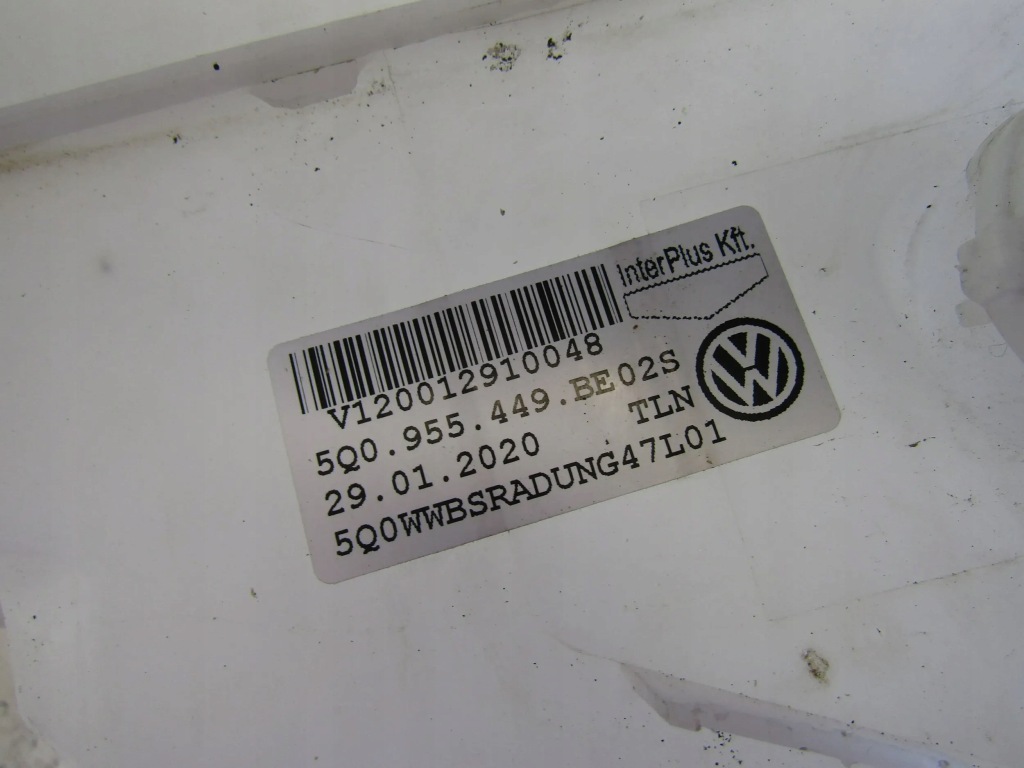 InterPlus Kft.
V120012910048
5Q0.955.449.BE02S
29.01.2020 TLN
5Q0WWBSRADUNG47L01